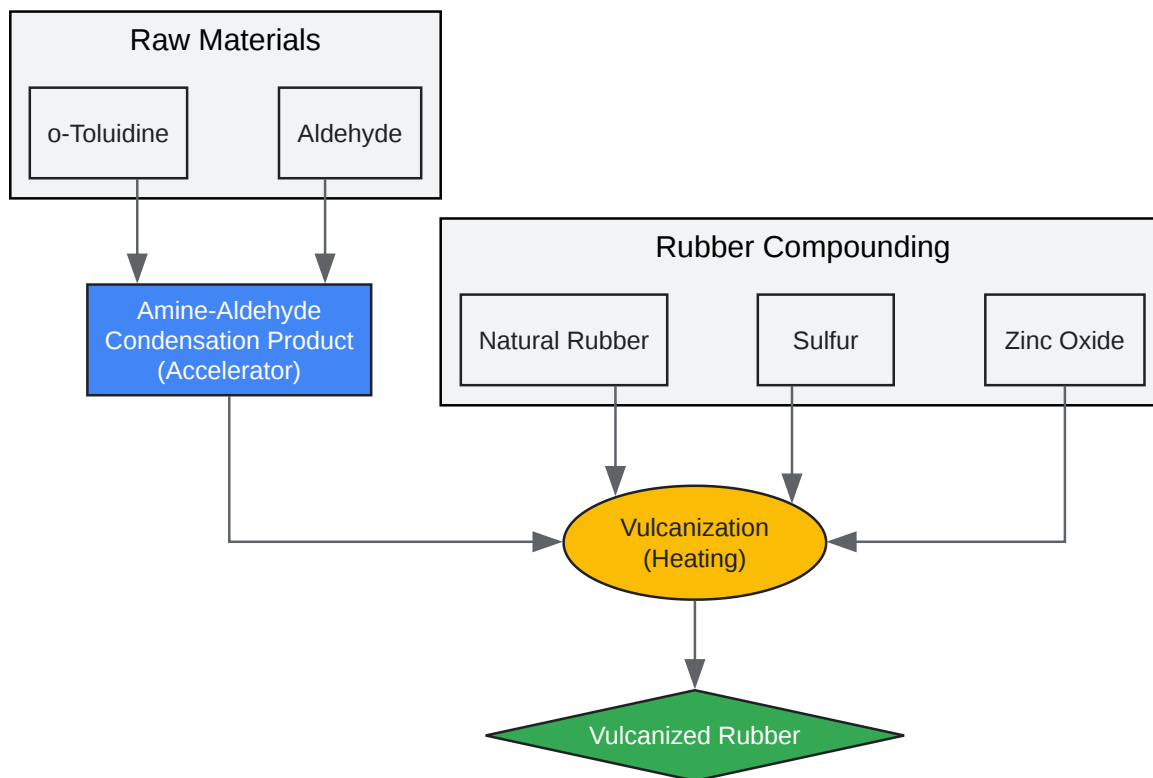 Raw Materials
o-Toluidine
Aldehyde
Amine-Aldehyde
Condensation Product
(Accelerator)
Rubber Compounding
Natural Rubber
Sulfur
Zinc Oxide
Vulcanization
(Heating)
Vulcanized Rubber